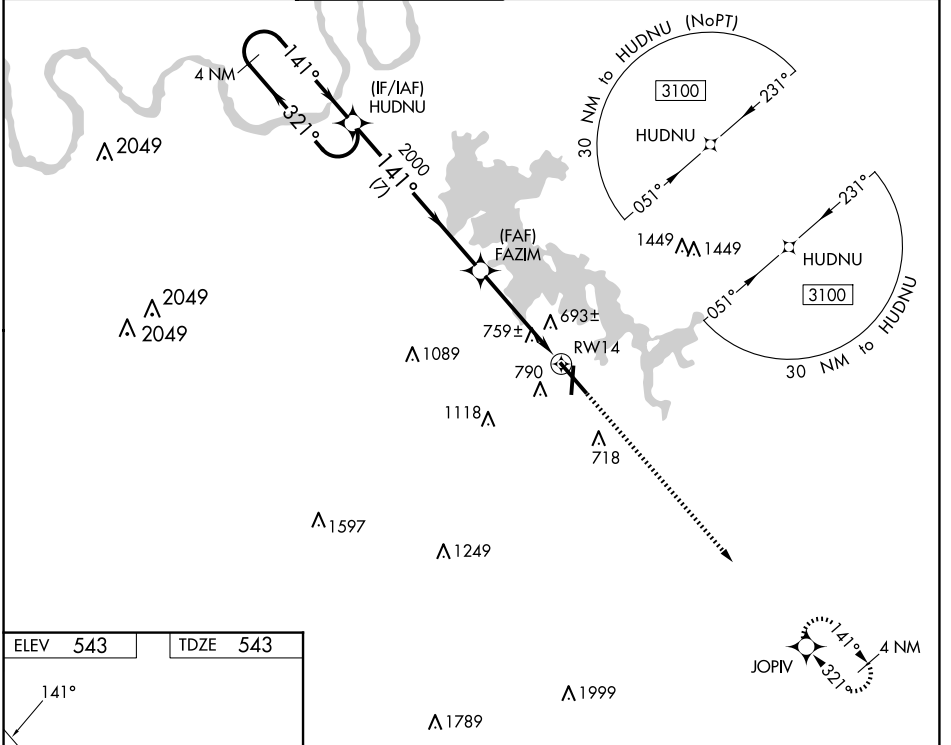 30 NM to HUDNU (NoPT)
3100
HUDNU
231°
051°
4 NM
141°
321°
(IF/IAF)
HUDNU
2049
2000
141°
(7)
(FAF)
FAZIM
1449
1449
231°
HUDNU
051°
3100
30 NM to HUDNU
2049
2049
693±
759±
1089
RW14
790
1118
718
1597
1249
ELEV 543
TDZE 543
141°
141°
4 NM
JOPIV
321°
1999
1789